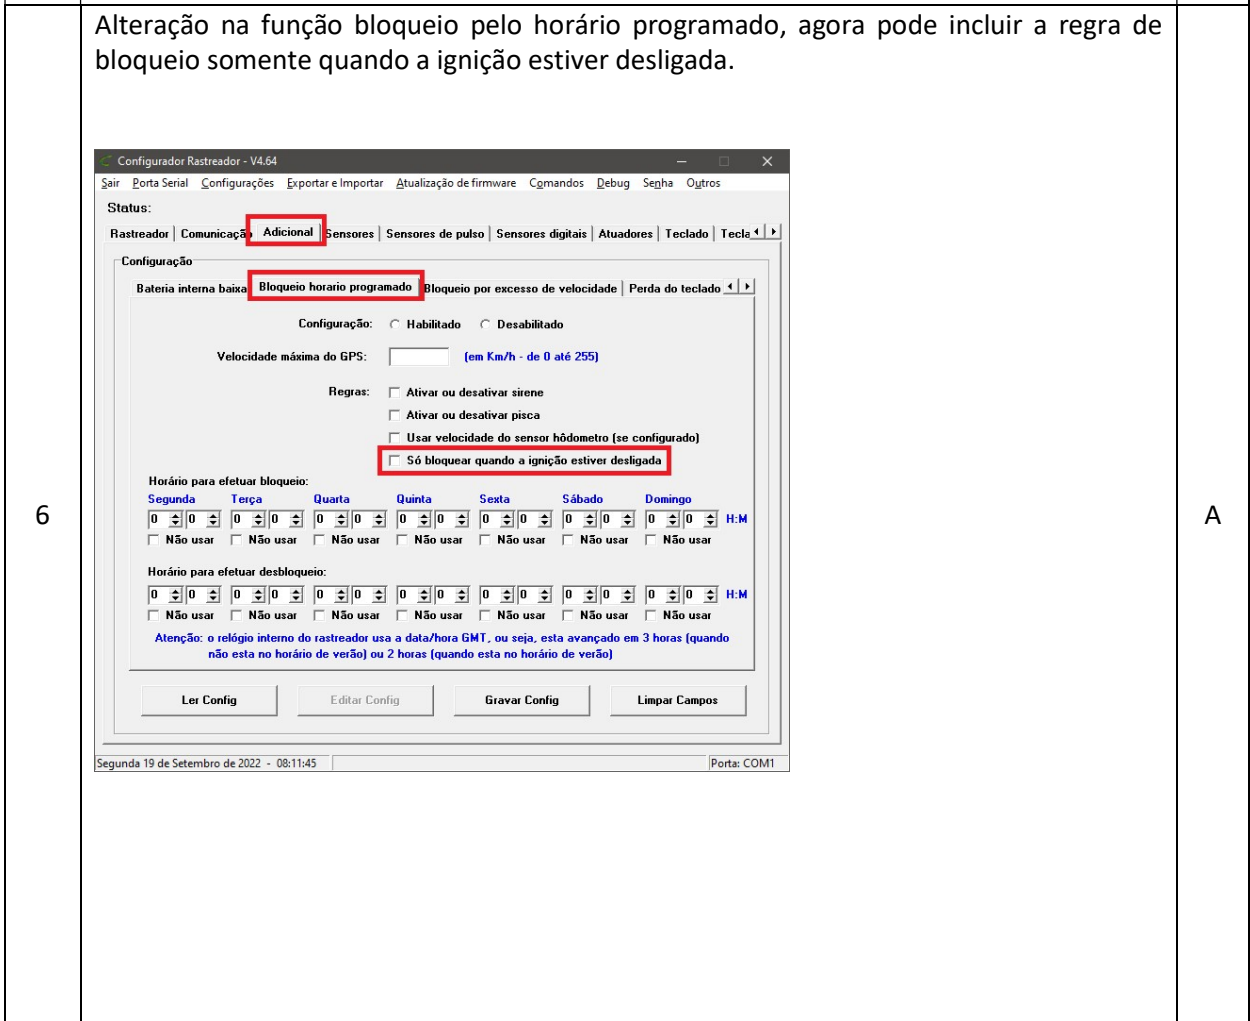 Alteração na função bloqueio pelo horário programado, agora pode incluir a regra de
bloqueio somente quando a ignição estiver desligada.
Configurador Rastreador - V4.64
Sair Porta Serial Configurações Exportar e Importar Atualização de firmware Comandos Debug Senha Outros
Status:
Rastreador Comunicação Adicional Sensores Sensores de pulso Sensores digitais Atuadores Teclado Tecla
Configuração
Bateria interna baixa Bloqueio horario programado Bloqueio por excesso de velocidade Perda do teclado
Configuração: Habilitado Desabilitado
Velocidade máxima do GPS: (em Km/h - de 0 até 255)
Regras: Ativar ou desativar sirene
Ativar ou desativar pisca
Usar velocidade do sensor hôdometro (se configurado)
Só bloquear quando a ignição estiver desligada
Horário para efetuar bloqueio:
Segunda Terça Quarta Quinta Sexta Sábado Domingo
0 0 0 0 0 0 0 0 0 0 0 0 0 0 H:M
Não usar Não usar Não usar Não usar Não usar Não usar Não usar
Horário para efetuar desbloqueio:
0 0 0 0 0 0 0 0 0 0 0 0 0 0 H:M
Não usar Não usar Não usar Não usar Não usar Não usar Não usar
Atenção: o relógio interno do rastreador usa a data/hora GMT, ou seja, esta avançado em 3 horas (quando
não esta no horário de verão) ou 2 horas (quando esta no horário de verão)
Ler Config Editar Config Gravar Config Limpar Campos
Segunda 19 de Setembro de 2022 - 08:11:45 Porta: COM1
6
A